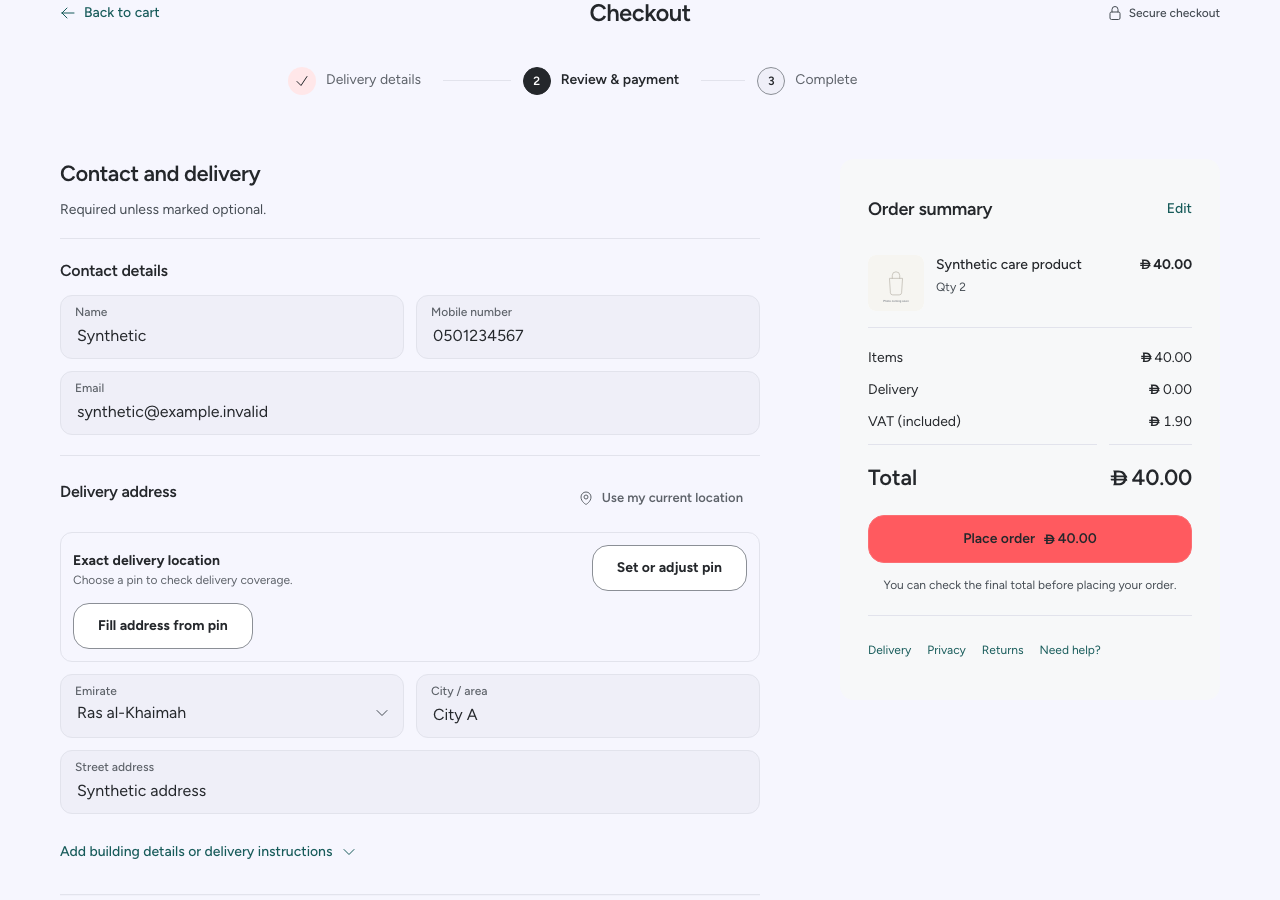 Back to cart
Checkout
Secure checkout
Delivery details
2
Review & payment
3
Complete
Contact and delivery
Required unless marked optional.
Contact details
Name
Synthetic
Mobile number
0501234567
Email
synthetic@example.invalid
Delivery address
Use my current location
Exact delivery location
Choose a pin to check delivery coverage.
Set or adjust pin
Fill address from pin
Emirate
Ras al-Khaimah
City / area
City A
Street address
Synthetic address
Add building details or delivery instructions
Order summary
Edit
Synthetic care product
40.00
Qty 2
Items
40.00
Delivery
0.00
VAT (included)
1.90
Total
40.00
Place order 40.00
You can check the final total before placing your order.
Delivery Privacy Returns Need help?